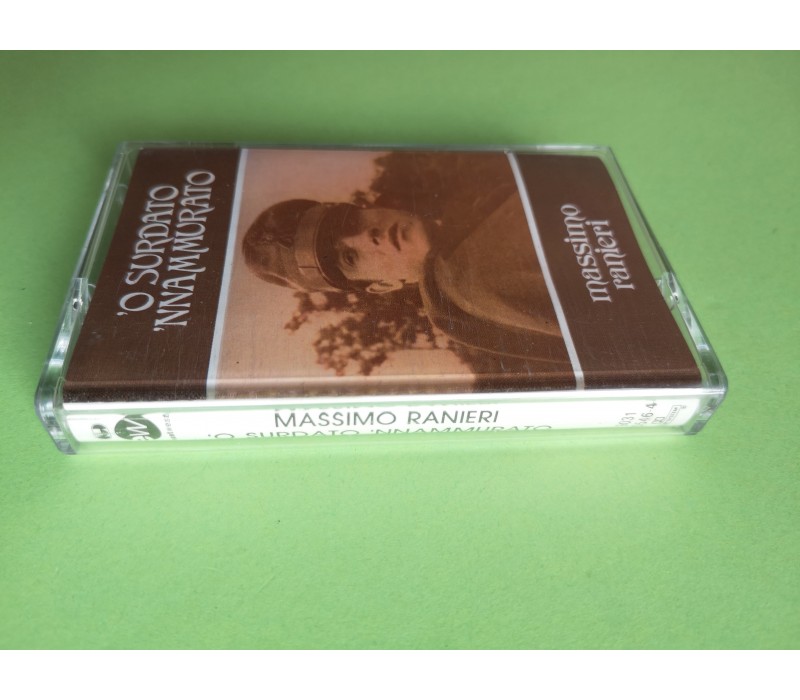 'O SURDATO
'NNAMMURATO
massimo
ranieri
MASSIMO RANIERI
'O SURDATO 'NNAMMURATO